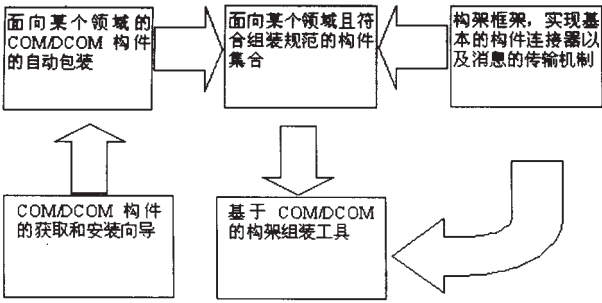 面向某个领域的
COM/DCOM 构件
的自动包装
面向某个领域且符
合组装规范的构件
集合
构架框架，实现基
本的构件连接器以
及消息的传输机制
COM/DCOM 构件
的获取和安装向导
基于 COM/DCOM
的构架组装工具